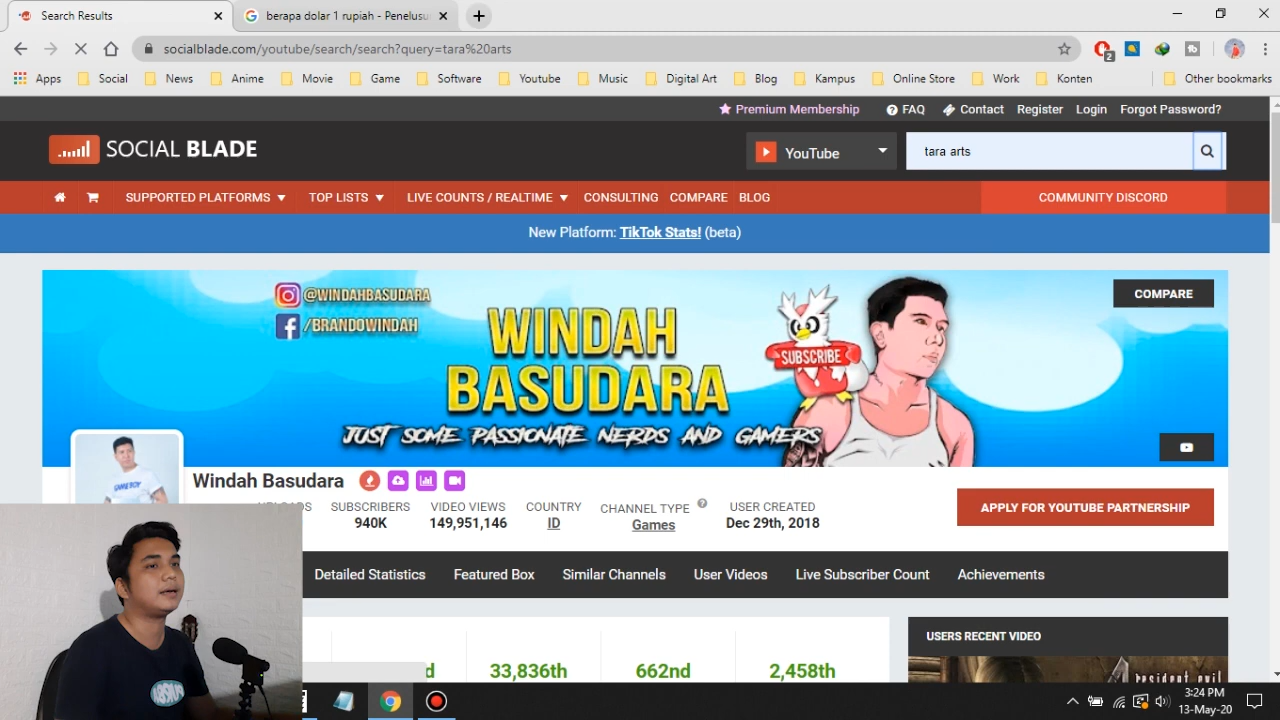 Search Results
berapa dolar 1 rupiah - Penelusu
socialblade.com/youtube/search/search?query=tara%20arts
2
Apps Social News Anime Movie Game Software Youtube Music Digital Art Blog Kampus Online Store Work Konten Other bookmarks
Premium Membership FAQ Contact Register Login Forgot Password?
SOCIAL BLADE
YouTube
tara arts
SUPPORTED PLATFORMS TOP LISTS LIVE COUNTS / REALTIME CONSULTING COMPARE BLOG COMMUNITY DISCORD
New Platform: TikTok Stats! (beta)
@WINDAHBASUDARA
/BRANDOWINDAH
WINDAH
BASUDARA
SUBSCRIBE
JUST SOME PASSIONATE NERDS AND GAMERS
COMPARE
Windah Basudara
SUBSCRIBERS VIDEO VIEWS COUNTRY CHANNEL TYPE USER CREATED
940K 149,951,146 ID Games Dec 29th, 2018
APPLY FOR YOUTUBE PARTNERSHIP
Detailed Statistics Featured Box Similar Channels User Videos Live Subscriber Count Achievements
USERS RECENT VIDEO
33,836th 662nd 2,458th
resident evil
3:24 PM
13-May-20